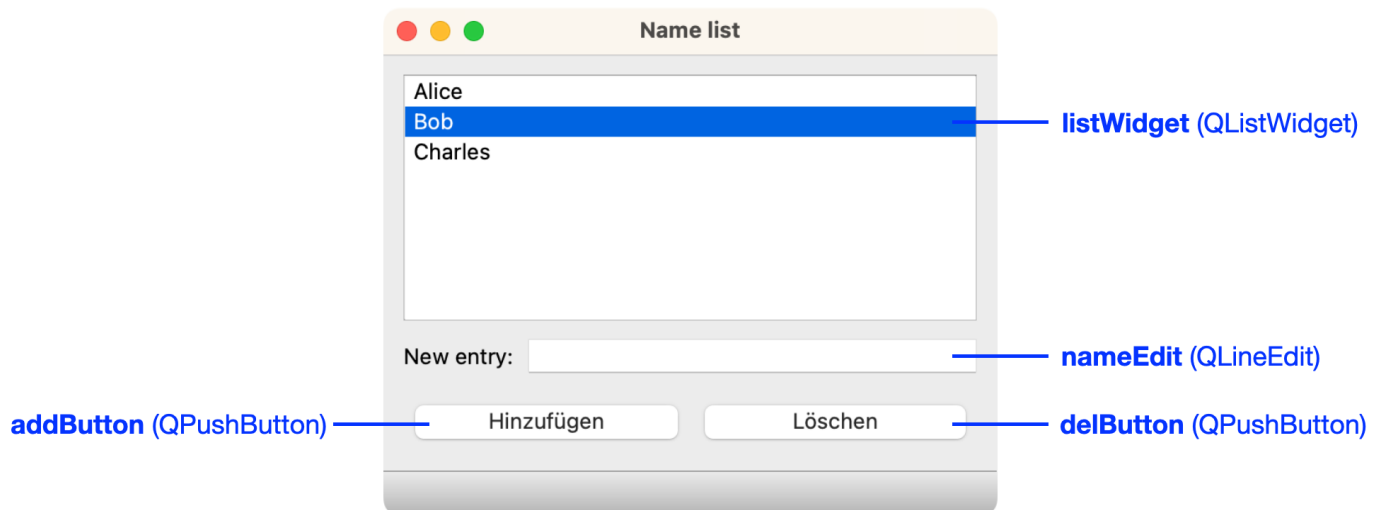 Name list
Alice
Bob
Charles
listWidget (QListWidget)
New entry:
nameEdit (QLineEdit)
addButton (QPushButton)
Hinzufügen
Löschen
delButton (QPushButton)